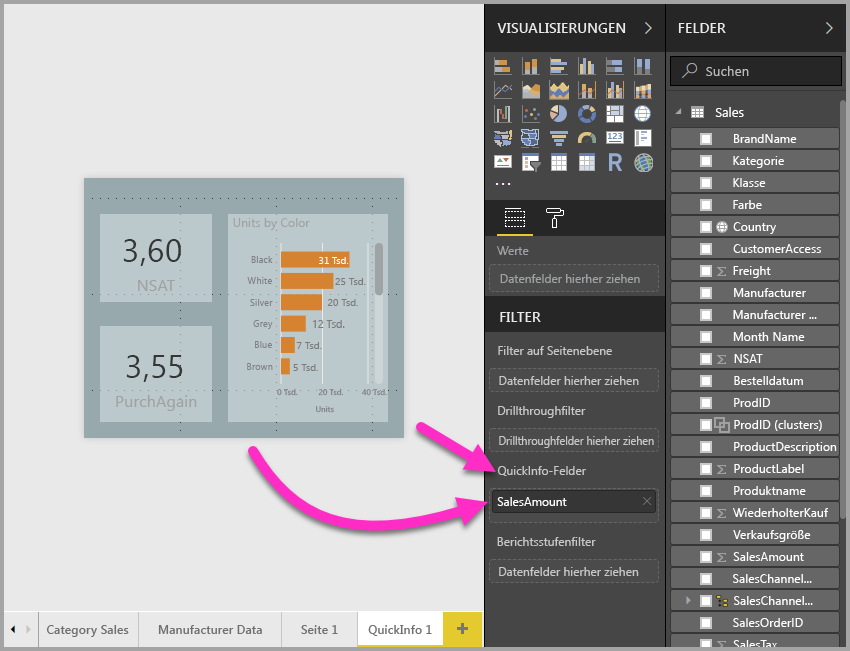 VISUALISIERUNGEN
FELDER
Suchen
Sales
BrandName
Kategorie
Klasse
Farbe
Country
CustomerAccess
Freight
Manufacturer
Manufacturer ...
Month Name
NSAT
Bestelldatum
ProdID
ProdID (clusters)
ProductDescription
ProductLabel
Produktname
WiederholterKauf
Verkaufsgröße
SalesAmount
SalesChannel...
SalesChannel...
SalesOrderID
SalesTax
123
R
Werte
Datenfelder hierher ziehen
FILTER
Filter auf Seitenebene
Datenfelder hierher ziehen
Drillthroughfilter
Drillthroughfelder hierher ziehen
QuickInfo-Felder
SalesAmount
Berichtsstufenfilter
Datenfelder hierher ziehen
3,60
NSAT
3,55
PurchAgain
Units by Color
Black 31 Tsd.
White 25 Tsd.
Silver 20 Tsd.
Grey 12 Tsd.
Blue 7 Tsd.
Brown 5 Tsd.
0 Tsd. 20 Tsd. 40 Tsd.
Units
Category Sales
Manufacturer Data
Seite 1
QuickInfo 1